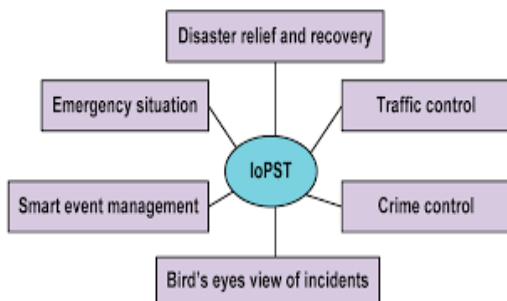 Disaster relief and recovery
Emergency situation
Traffic control
IoPST
Smart event management
Crime control
Bird's eyes view of incidents